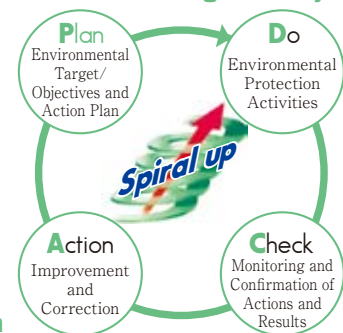 Plan
Environmental
Target/
Objectives and
Action Plan
Do
Environmental
Protection
Activities
Spiral up
Action
Improvement
and
Correction
Check
Monitoring and
Confirmation of
Actions and
Results